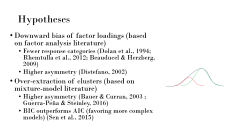 Hypotheses
• Downward bias of factor loadings (based
on factor analysis literature)
• Fewer response categories (Dolan et al., 1994;
Rhemtulla et al., 2012; Beauducel & Herzberg,
2009)
• Higher asymmetry (Distefano, 2002)
• Over-extraction of clusters (based on
mixture-model literature)
• Higher asymmetry (Bauer & Curran, 2003 ;
Guerra-Peña & Steinley, 2016)
• BIC outperforms AIC (favoring more complex
models) (Sen et al., 2015)